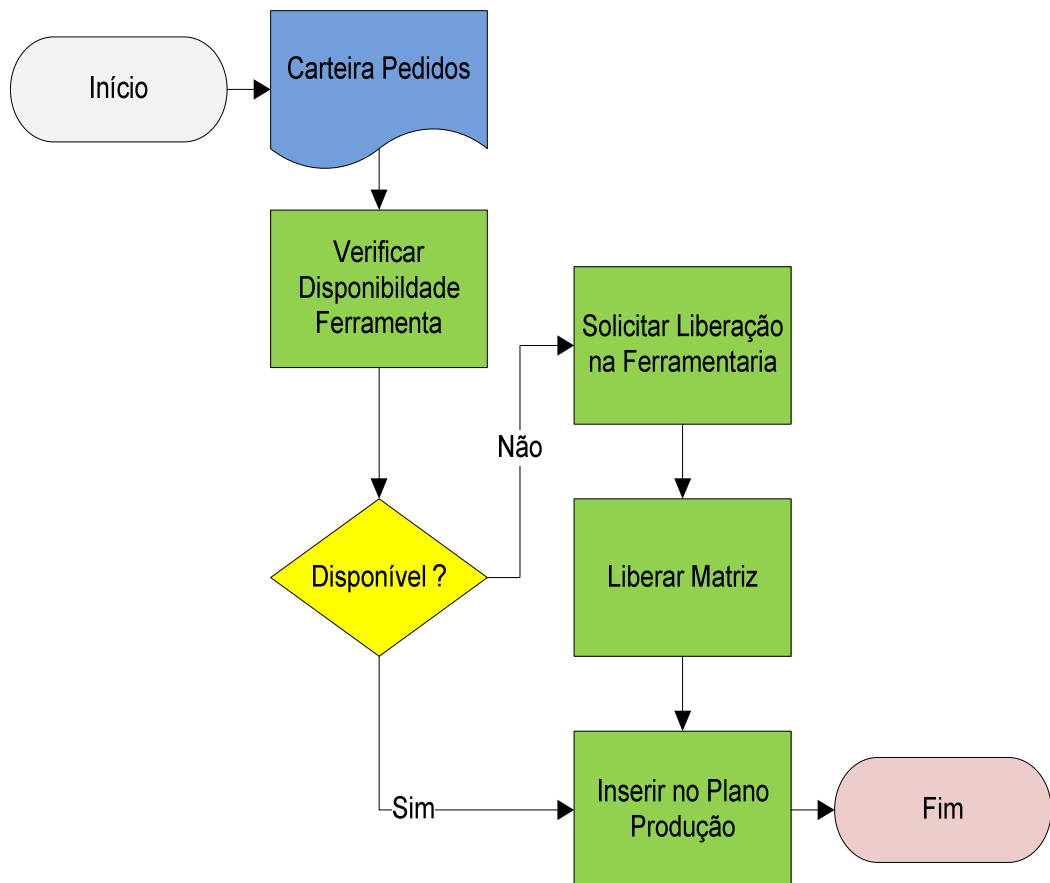 Início
Carteira Pedidos
Verificar
Disponibildade
Ferramenta
Solicitar Liberação
na Ferramentaria
Não
Disponível ?
Liberar Matriz
Sim
Inserir no Plano
Produção
Fim